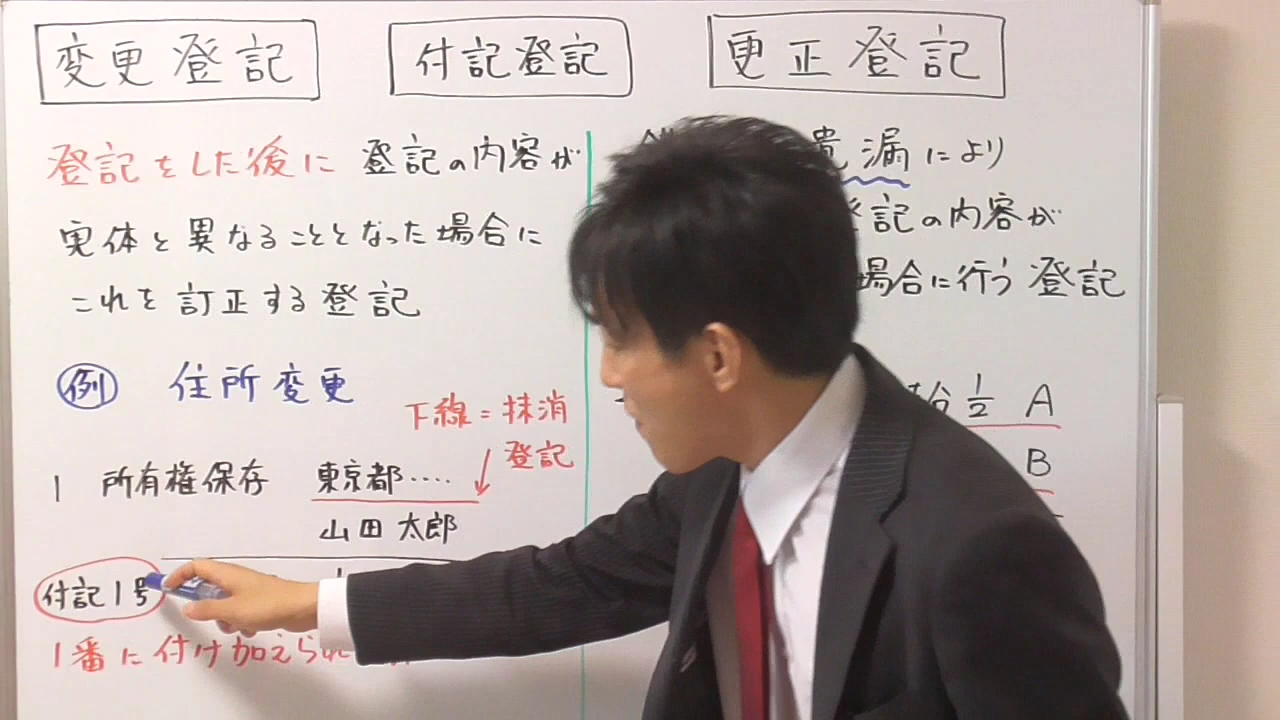 変更登記
付記登記
更正登記
登記をした後に 登記の内容が
実体と異なることとなった場合に
これを訂正する登記
例 住所変更
下線=抹消
登記
1 所有権保存 東京都....
山田太郎
付記1号
1番に付け加えられ
遺漏により
登記の内容が
場合に行う登記
1/2 A
B